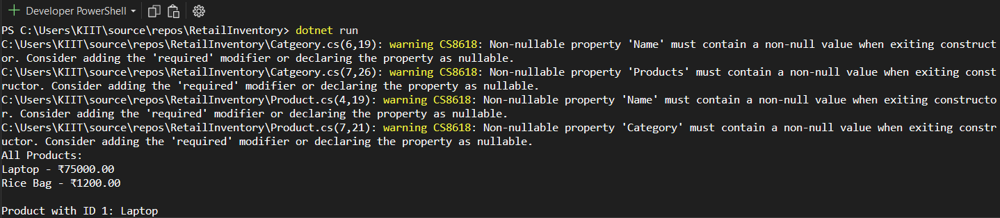 Developer PowerShell
PS C:\Users\KIIT\source\repos\RetailInventory> dotnet run
C:\Users\KIIT\source\repos\RetailInventory\Catgeory.cs(6,19): warning CS8618: Non-nullable property 'Name' must contain a non-null value when exiting construct
or. Consider adding the 'required' modifier or declaring the property as nullable.
C:\Users\KIIT\source\repos\RetailInventory\Catgeory.cs(7,26): warning CS8618: Non-nullable property 'Products' must contain a non-null value when exiting const
ructor. Consider adding the 'required' modifier or declaring the property as nullable.
C:\Users\KIIT\source\repos\RetailInventory\Product.cs(4,19): warning CS8618: Non-nullable property 'Name' must contain a non-null value when exiting constructo
r. Consider adding the 'required' modifier or declaring the property as nullable.
C:\Users\KIIT\source\repos\RetailInventory\Product.cs(7,21): warning CS8618: Non-nullable property 'Category' must contain a non-null value when exiting constr
uctor. Consider adding the 'required' modifier or declaring the property as nullable.
All Products:
Laptop - ₹75000.00
Rice Bag - ₹1200.00
Product with ID 1: Laptop